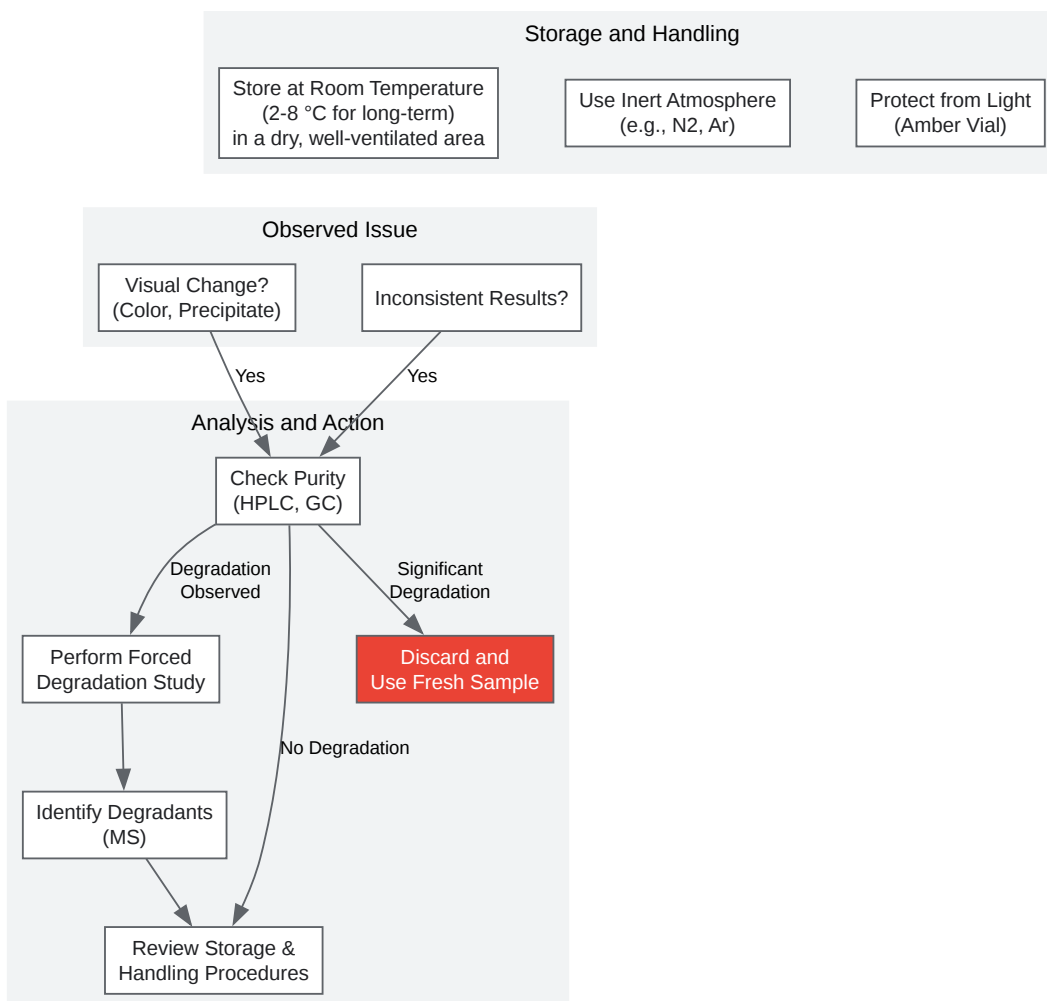 Storage and Handling
Store at Room Temperature
(2-8 °C for long-term)
in a dry, well-ventilated area
Use Inert Atmosphere
(e.g., N2, Ar)
Protect from Light
(Amber Vial)
Observed Issue
Visual Change?
(Color, Precipitate)
Inconsistent Results?
Yes
Yes
Analysis and Action
Check Purity
(HPLC, GC)
Degradation
Observed
Significant
Degradation
Perform Forced
Degradation Study
Discard and
Use Fresh Sample
No Degradation
Identify Degradants
(MS)
Review Storage &
Handling Procedures